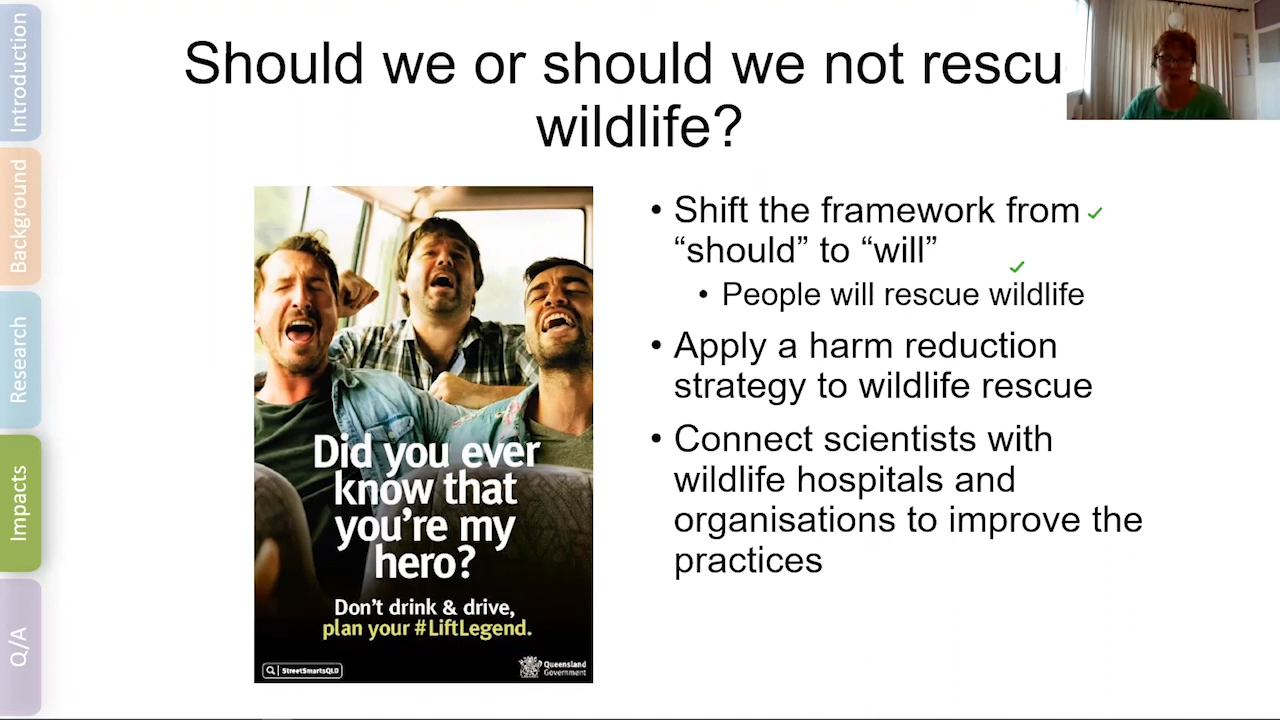 Introduction
Background
Research
Impacts
Q/A
Should we or should we not rescu
wildlife?
• Shift the framework from
“should” to “will”
• People will rescue wildlife
• Apply a harm reduction
strategy to wildlife rescue
• Connect scientists with
wildlife hospitals and
organisations to improve the
practices
Did you ever
know that
you’re my
hero?
Don’t drink & drive,
plan your #LiftLegend.
StreetSmartsQLD
Queensland
Government